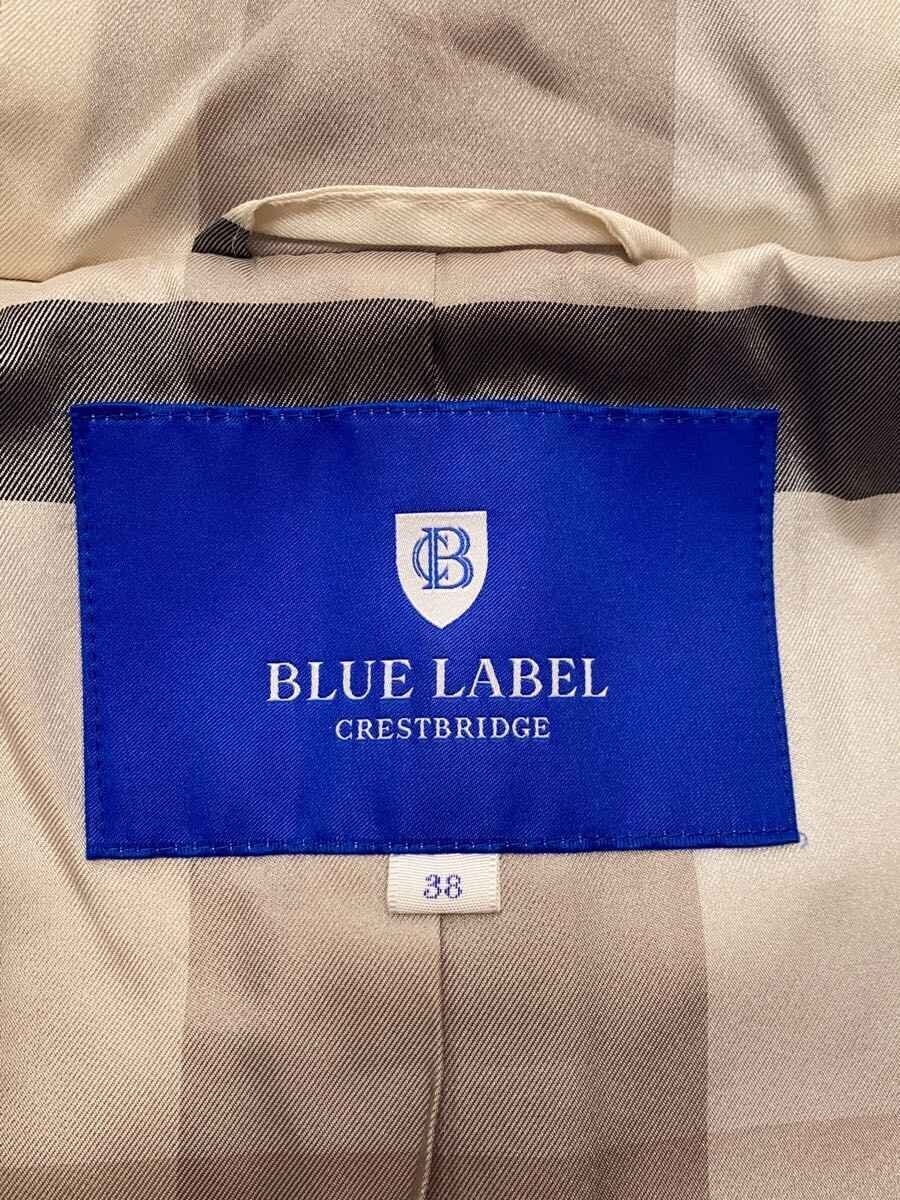 CB
BLUE LABEL
CRESTBRIDGE
38